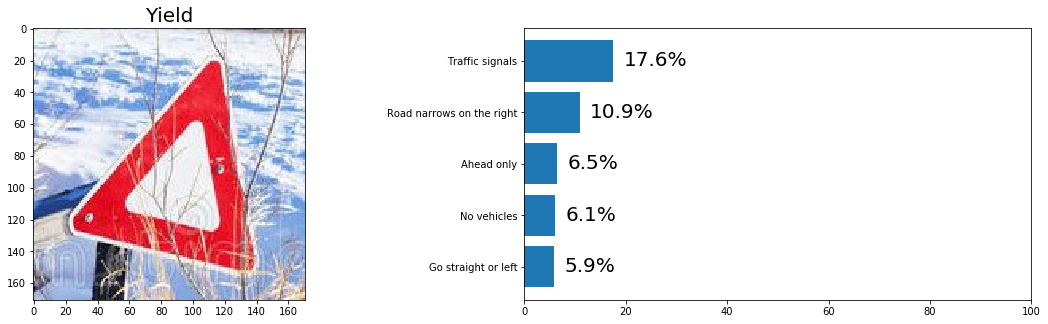 Yield
0
20
40
60
80
100
120
140
160
0 20 40 60 80 100 120 140 160
Traffic signals 17.6%
Road narrows on the right 10.9%
Ahead only 6.5%
No vehicles 6.1%
Go straight or left 5.9%
0 20 40 60 80 100